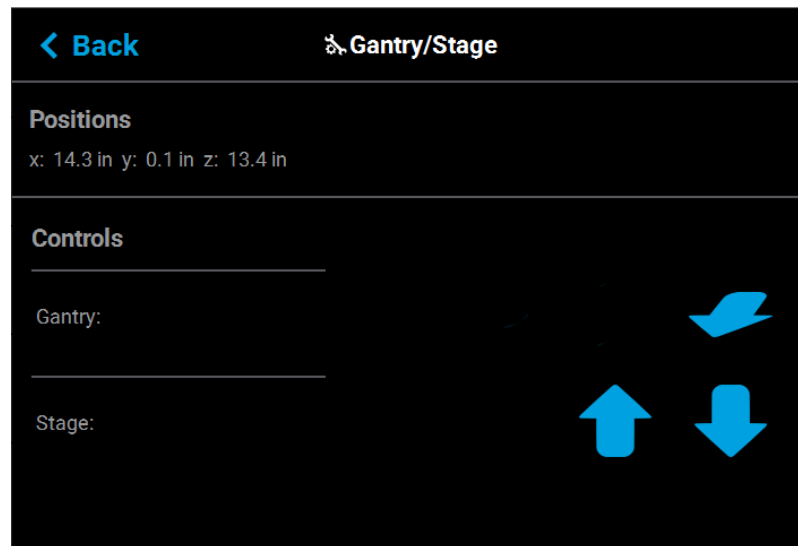 Back
Gantry/Stage
Positions
x: 14.3 in y: 0.1 in z: 13.4 in
Controls
Gantry:
Stage: